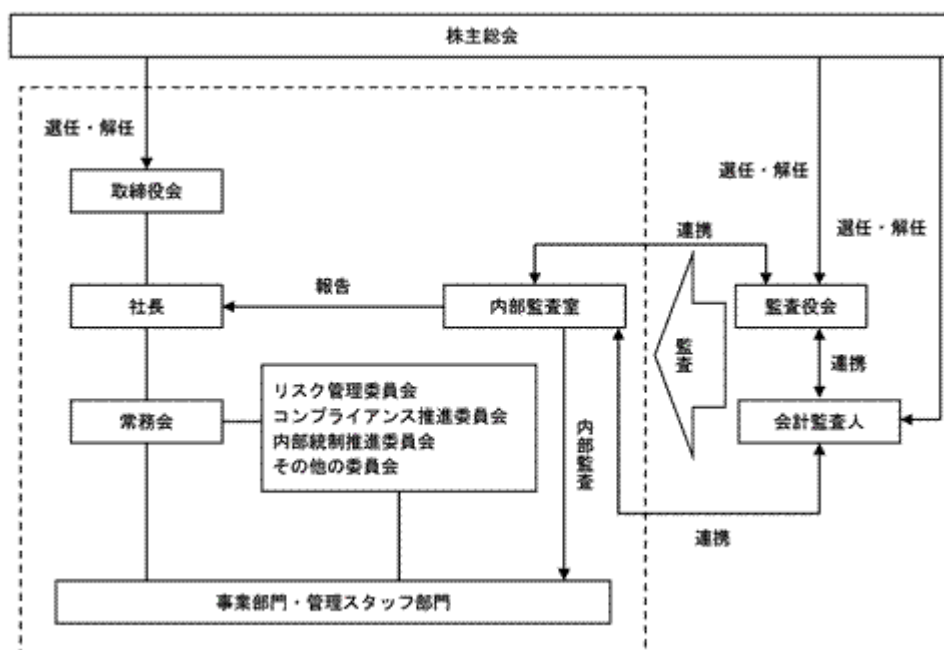 株主総会
選任・解任
取締役会
選任・解任
選任・解任
連携
報告
社長
内部監査室
監査役会
監査
連携
リスク管理委員会
コンプライアンス推進委員会
内部統制推進委員会
その他の委員会
常務会
会計監査人
内部監査
連携
事業部門・管理スタッフ部門